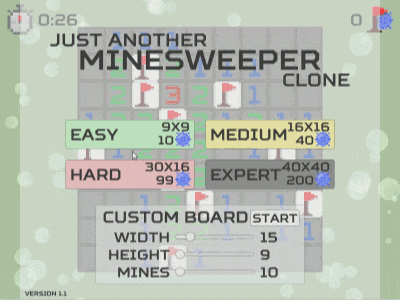 0:26
0
JUST ANOTHER
MINESWEEPER
CLONE
EASY 9X9 10
MEDIUM 16X16 40
HARD 30X16 99
EXPERT 40X40 200
CUSTOM BOARD START
WIDTH 15
HEIGHT 9
MINES 10
VERSION 1.1